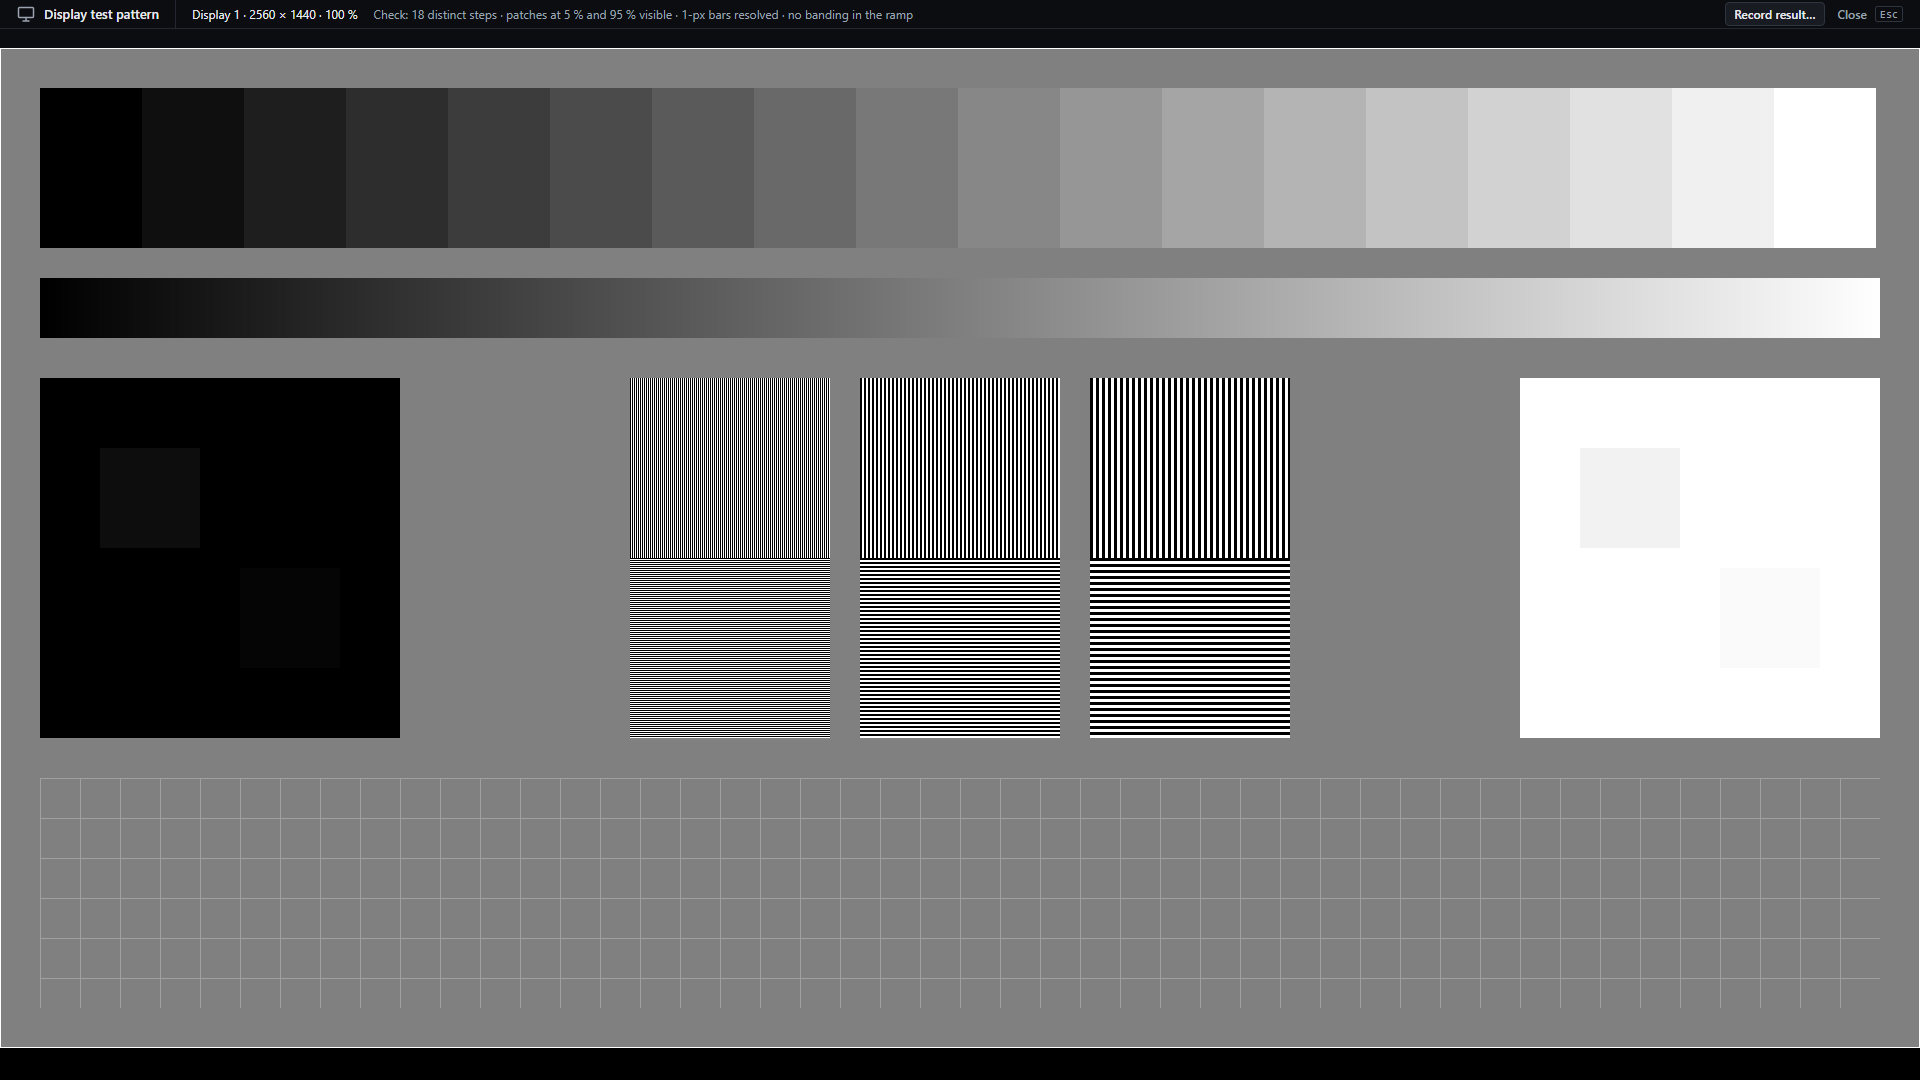 Display test pattern
Display 1 · 2560 × 1440 · 100 %
Check: 18 distinct steps · patches at 5 % and 95 % visible · 1-px bars resolved · no banding in the ramp
Record result...
Close Esc